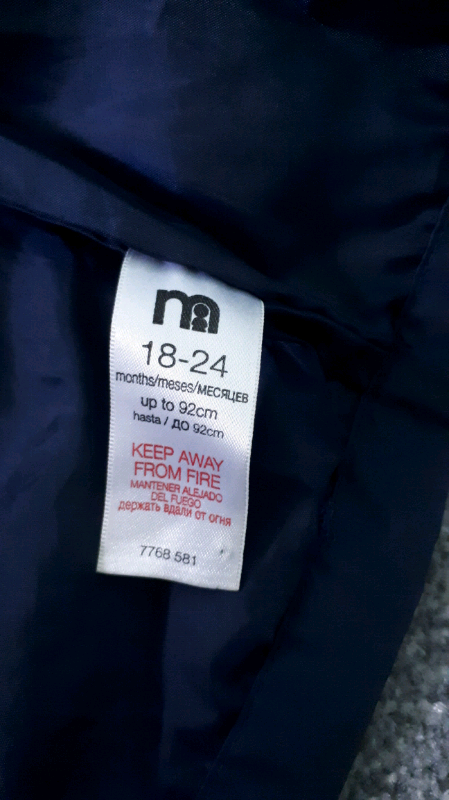 m
18-24
months/meses/МЕСЯЦЕВ
up to 92cm
hasta / ДО 92cm
KEEP AWAY
FROM FIRE
MANTENER ALEJADO
DEL FUEGO
держать вдали от огня
7768 581